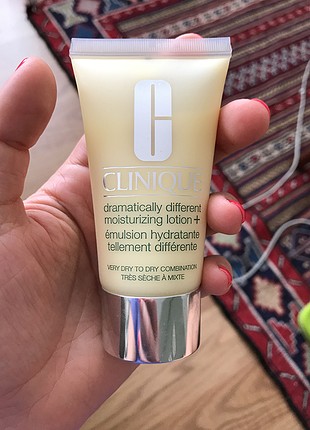 C
CLINIQUE
dramatically different
moisturizing lotion+
émulsion hydratante
tellement différente
VERY DRY TO DRY COMBINATION
TRÈS SÈCHE À MIXTE